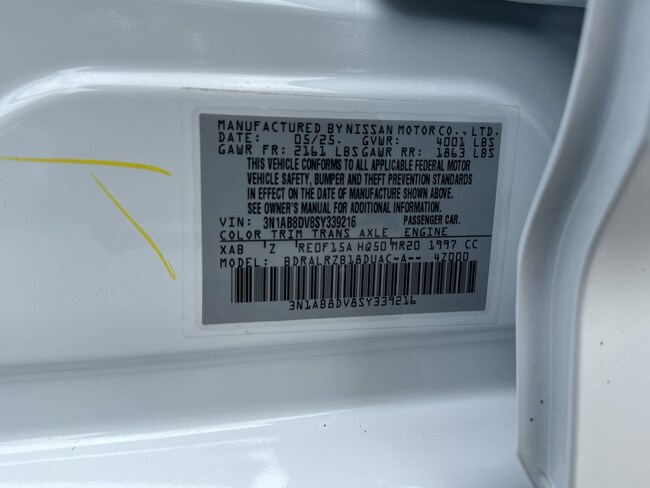 MANUFACTURED BY NISSAN MOTOR CO., LTD.
DATE: 05/25. GVWR: 4001 LBS
GAWR FR: 2161 LBS GAWR RR: 1863 LBS
THIS VEHICLE CONFORMS TO ALL APPLICABLE FEDERAL MOTOR
VEHICLE SAFETY, BUMPER AND THEFT PREVENTION STANDARDS
IN EFFECT ON THE DATE OF MANUFACTURE SHOWN ABOVE.
SEE OWNER'S MANUAL FOR ADDITIONAL INFORMATION.
VIN: 3N1AB8DV8SY339216 PASSENGER CAR.
COLOR TRIM TRANS AXLE ENGINE
XAB Z RE0F15A HQ50 MR20 1997 CC
MODEL: BDRALRZB18DUAC-A-- 4Z000
3N1AB8DV8SY339216